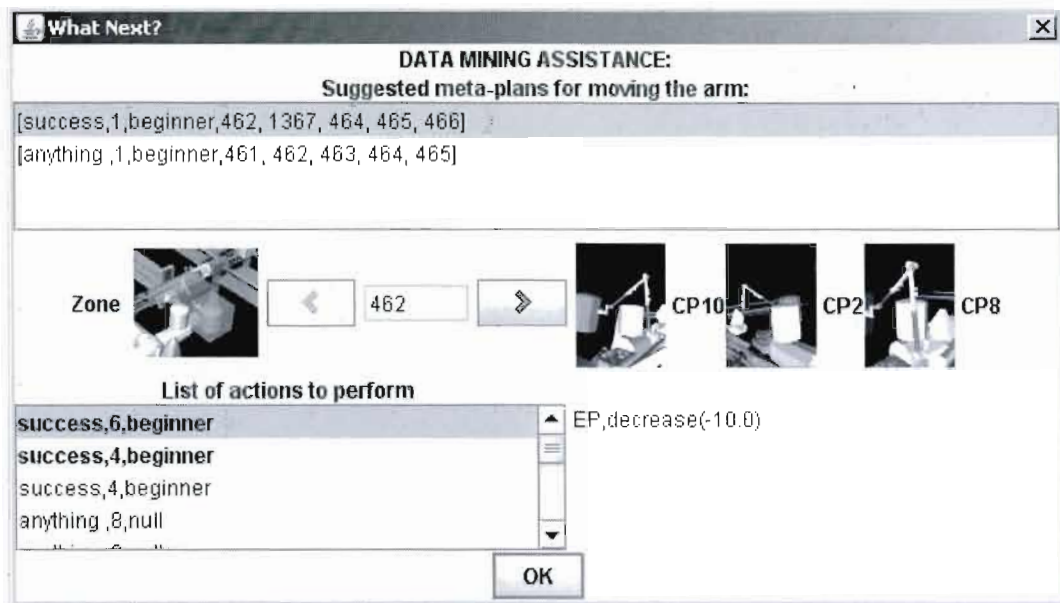 What Next?
DATA MINING ASSISTANCE:
Suggested meta-plans for moving the arm:
[success,1,beginner,462, 1367, 464, 465, 466]
[anything ,1,beginner,461, 462, 463, 464, 465]
Zone 462 CP10 CP2 CP8
List of actions to perform
success,6,beginner EP,decrease(-10.0)
success,4,beginner
success,4,beginner
anything ,8,null
OK